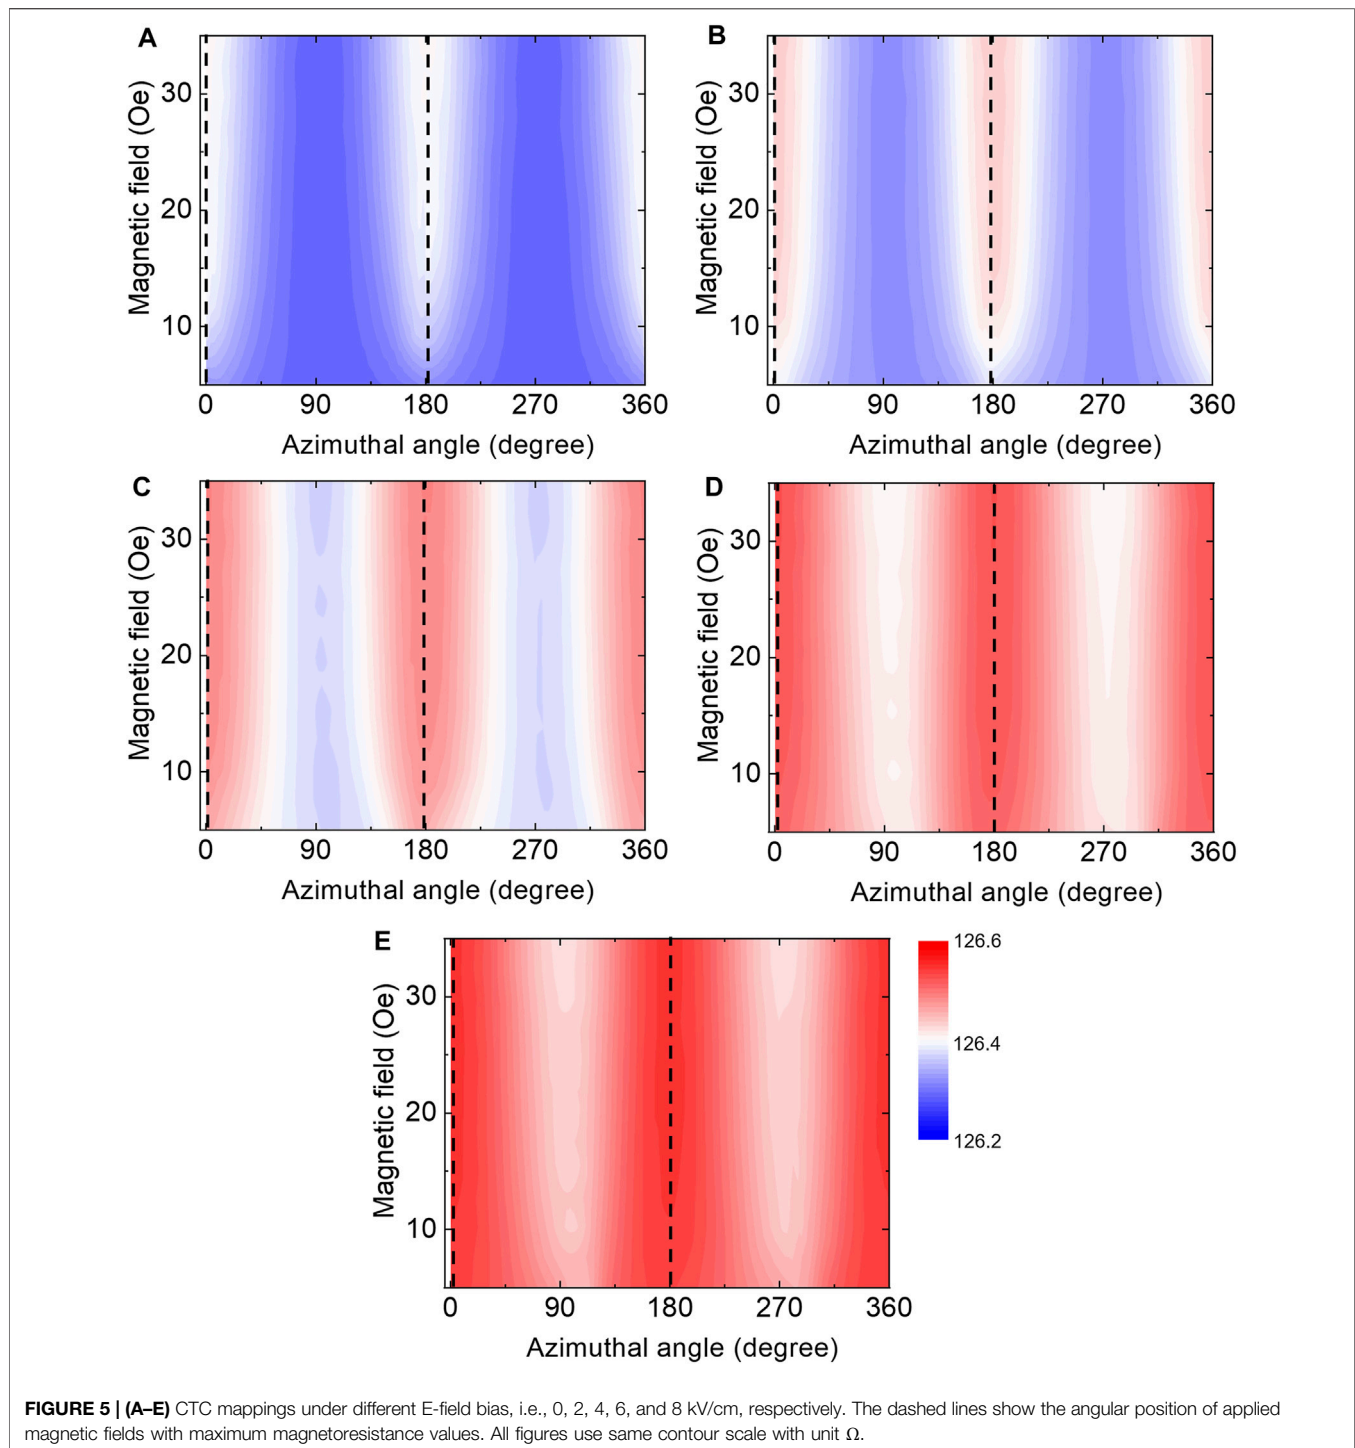 A
Magnetic field (Oe)
30
20
10
0 90 180 270 360
Azimuthal angle (degree)
B
Magnetic field (Oe)
30
20
10
0 90 180 270 360
Azimuthal angle (degree)
C
Magnetic field (Oe)
30
20
10
0 90 180 270 360
Azimuthal angle (degree)
D
Magnetic field (Oe)
30
20
10
0 90 180 270 360
Azimuthal angle (degree)
E
Magnetic field (Oe)
30
20
10
0 90 180 270 360
Azimuthal angle (degree)
126.6
126.4
126.2
FIGURE 5 | (A–E) CTC mappings under different E-field bias, i.e., 0, 2, 4, 6, and 8 kV/cm, respectively. The dashed lines show the angular position of applied
magnetic fields with maximum magnetoresistance values. All figures use same contour scale with unit Ω.